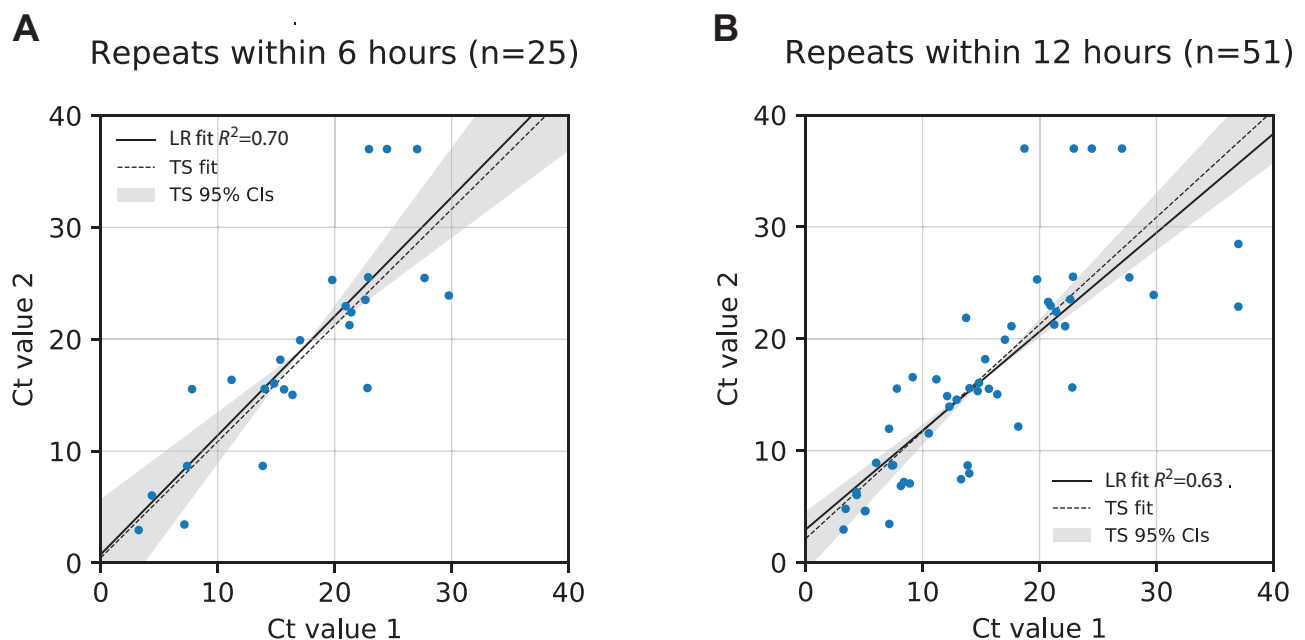 A
Repeats within 6 hours (n=25)
40
30
20
10
0
0 10 20 30 40
Ct value 2
Ct value 1
LR fit R²=0.70
TS fit
TS 95% CIs
B
Repeats within 12 hours (n=51)
40
30
20
10
0
0 10 20 30 40
Ct value 2
Ct value 1
LR fit R²=0.63 .
TS fit
TS 95% CIs